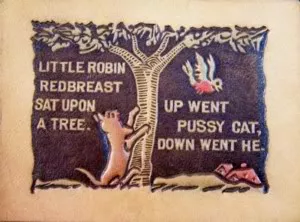 LITTLE ROBIN
REDBREAST
SAT UPON
A TREE.
UP WENT
PUSSY CAT,
DOWN WENT HE.